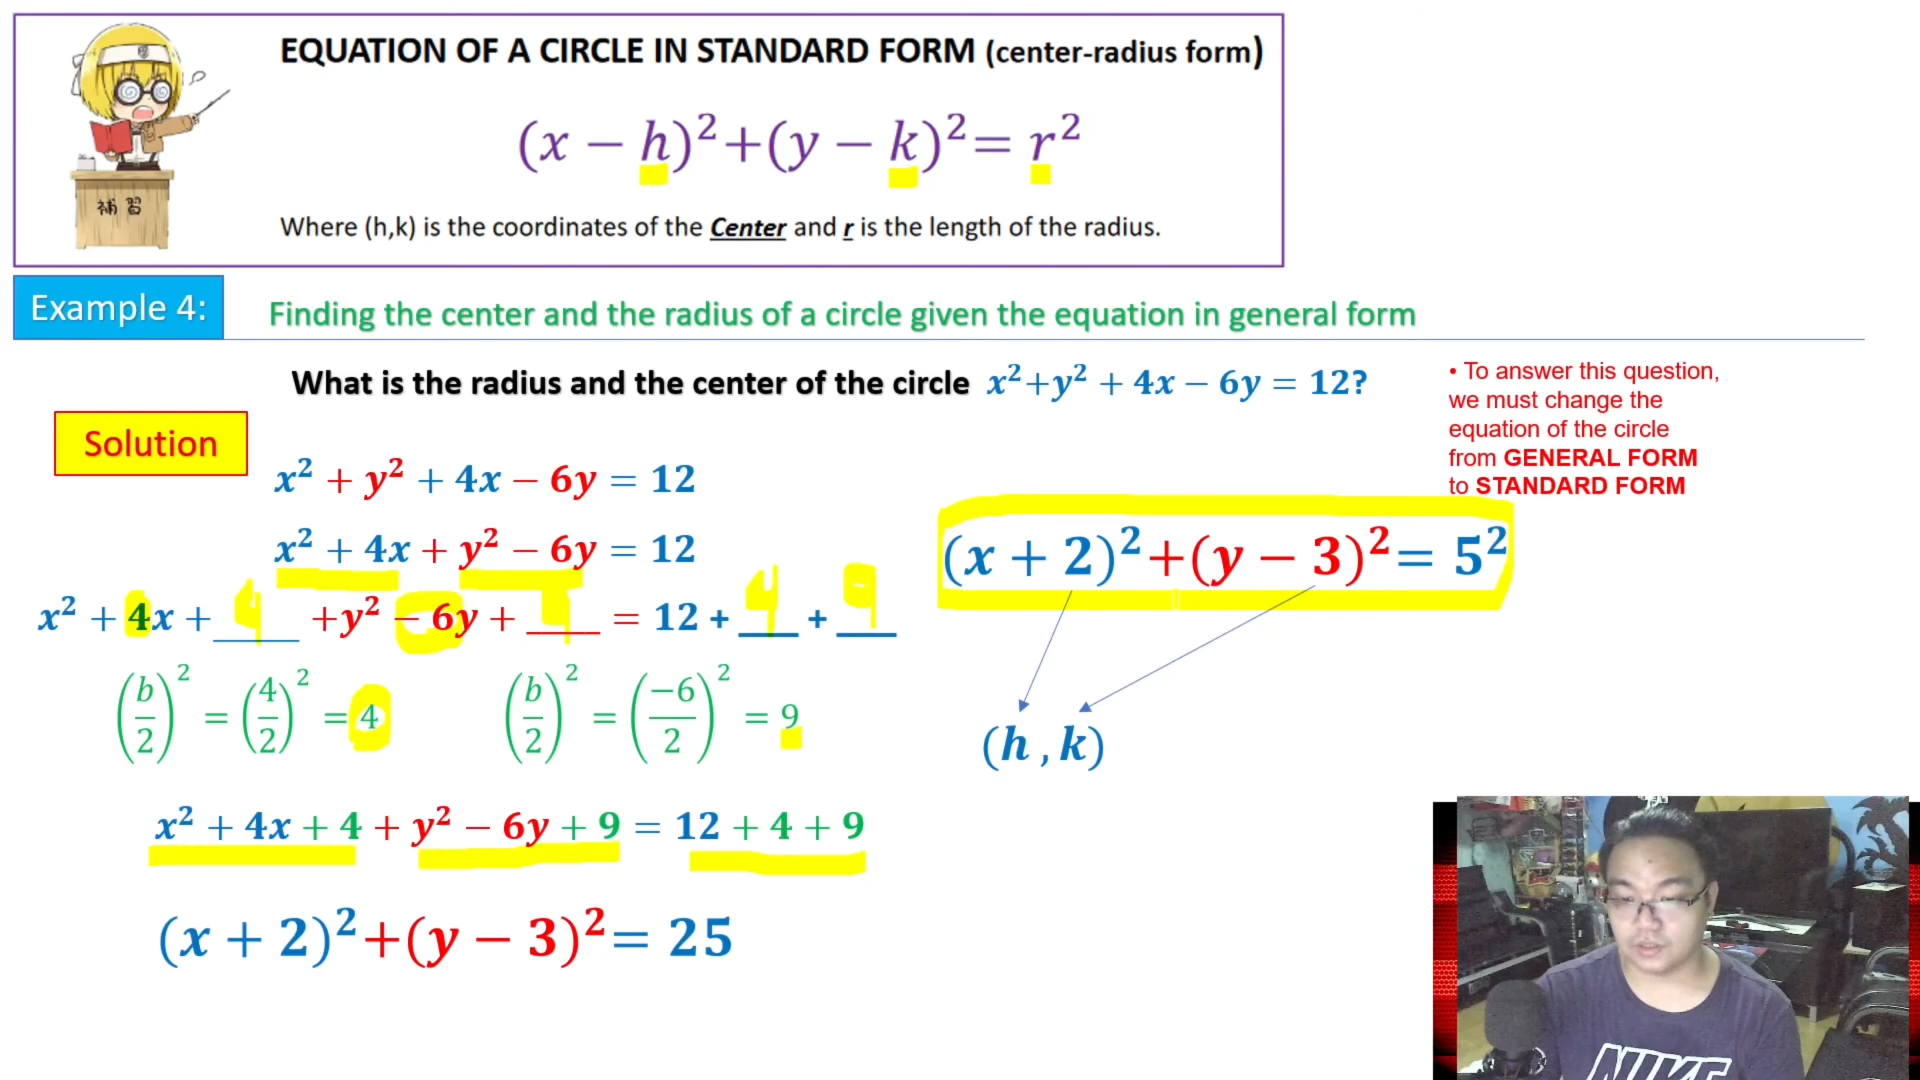 EQUATION OF A CIRCLE IN STANDARD FORM (center-radius form)
(x − h)²+(y − k)²= r²
補習
Where (h,k) is the coordinates of the Center and r is the length of the radius.
Example 4:
Finding the center and the radius of a circle given the equation in general form
What is the radius and the center of the circle x²+y² + 4x − 6y = 12?
• To answer this question,
we must change the
equation of the circle
from GENERAL FORM
to STANDARD FORM
Solution
x² + y² + 4x − 6y = 12
x² + 4x + y² − 6y = 12
x² + 4x + 4 +y² − 6y + 9 = 12 + 4 + 9
(b/2)² = (4/2)² = 4
(b/2)² = (−6/2)² = 9
x² + 4x + 4 + y² − 6y + 9 = 12 + 4 + 9
(x + 2)²+(y − 3)²= 25
(x + 2)²+(y − 3)²= 5²
(h , k)
NIKE